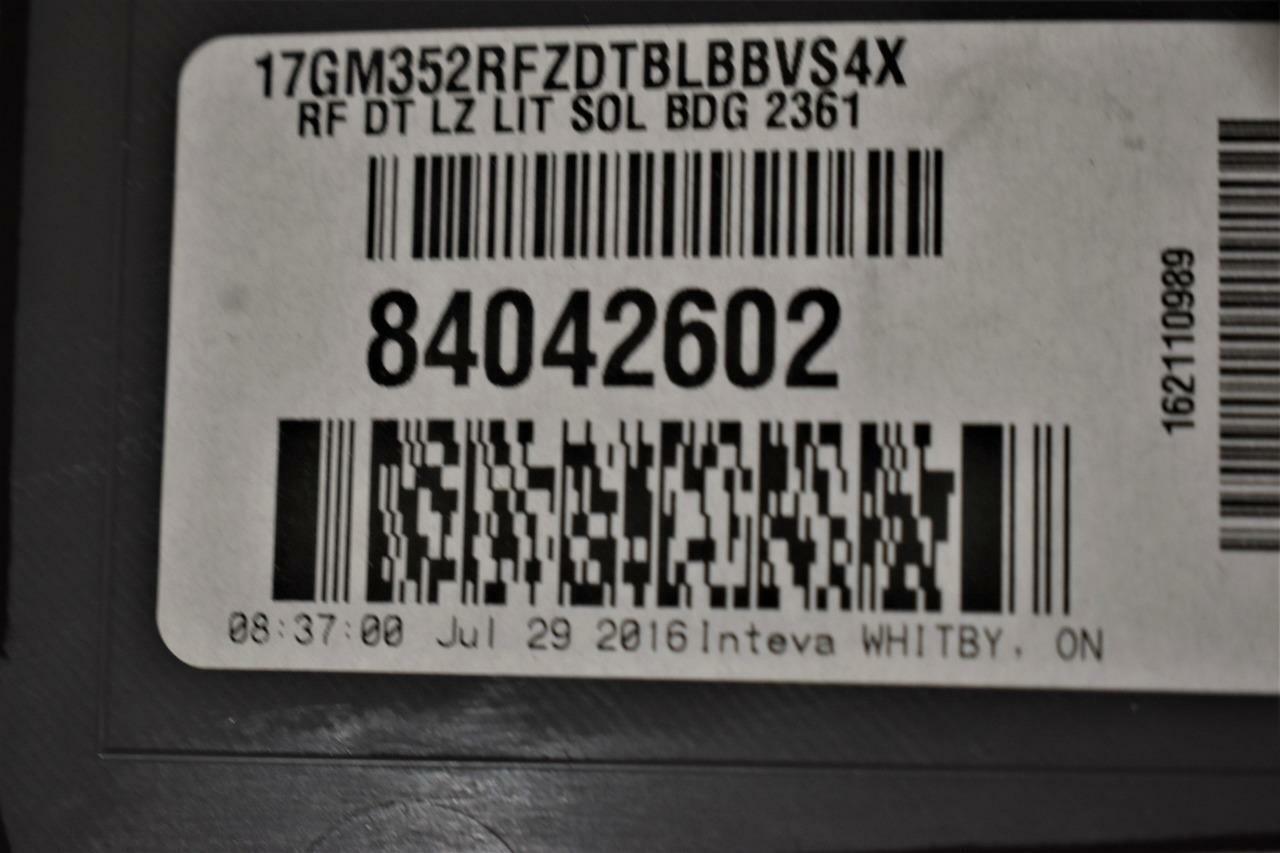 17GM352RFZDTBLBBVS4X
RF DT LZ LIT SOL BDG 2361
84042602
1621110989
08:37:00 Jul 29 2016Inteva WHITBY, ON